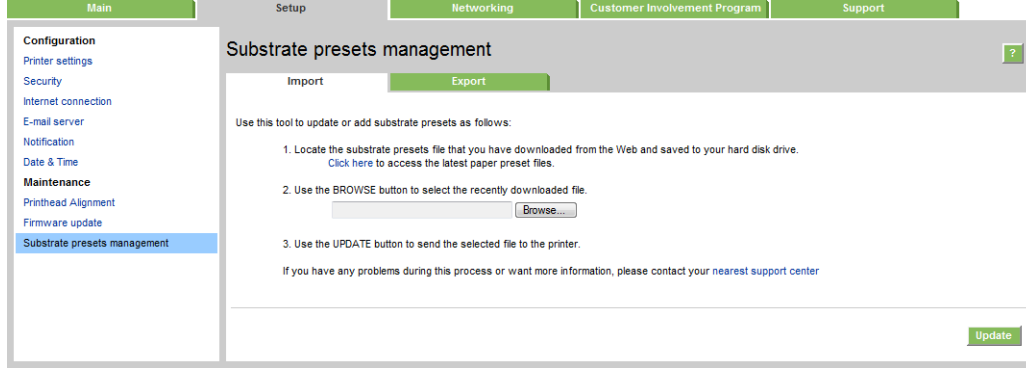 Main Setup Networking Customer Involvement Program Support
Configuration
Printer settings
Security
Internet connection
E-mail server
Notification
Date & Time
Maintenance
Printhead Alignment
Firmware update
Substrate presets management
Substrate presets management
?
Import Export
Use this tool to update or add substrate presets as follows:
1. Locate the substrate presets file that you have downloaded from the Web and saved to your hard disk drive.
Click here to access the latest paper preset files.
2. Use the BROWSE button to select the recently downloaded file.
Browse...
3. Use the UPDATE button to send the selected file to the printer.
If you have any problems during this process or want more information, please contact your nearest support center
Update